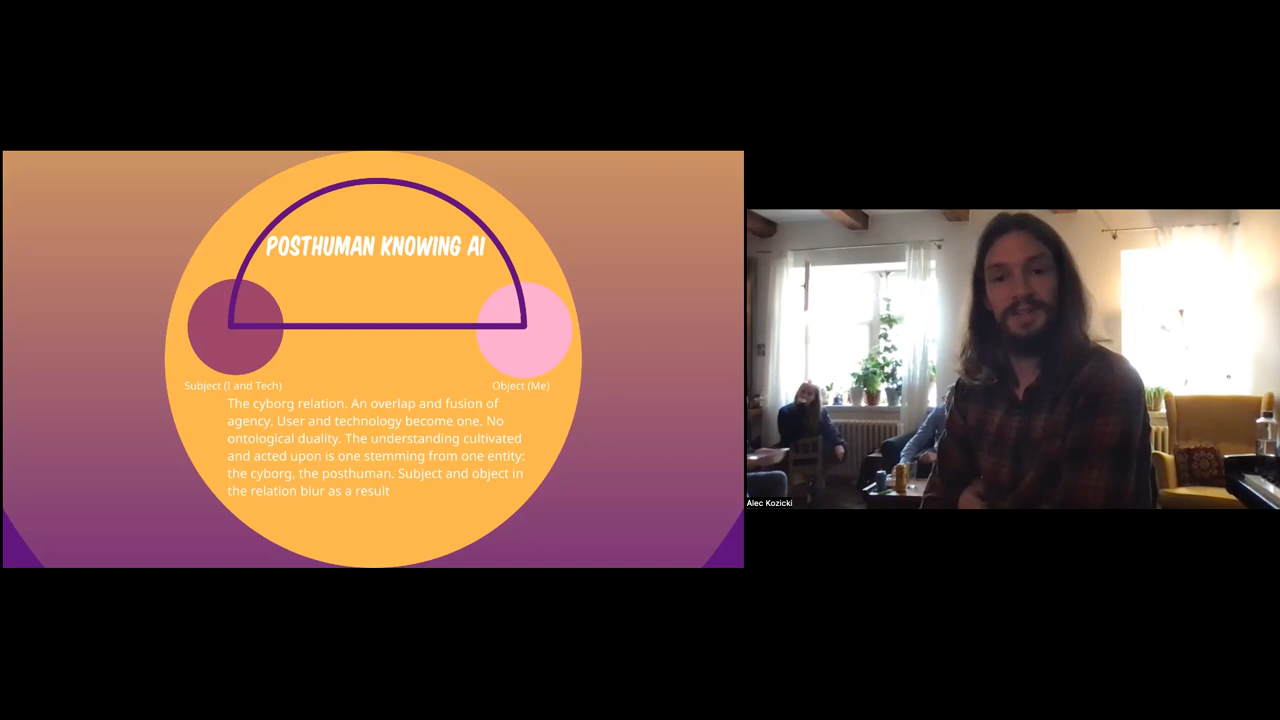 POSTHUMAN KNOWING AI
Subject (I and Tech)
Object (Me)
The cyborg relation. An overlap and fusion of
agency. User and technology become one. No
ontological duality. The understanding cultivated
and acted upon is one stemming from one entity:
the cyborg, the posthuman. Subject and object in
the relation blur as a result
Alec Kozicki